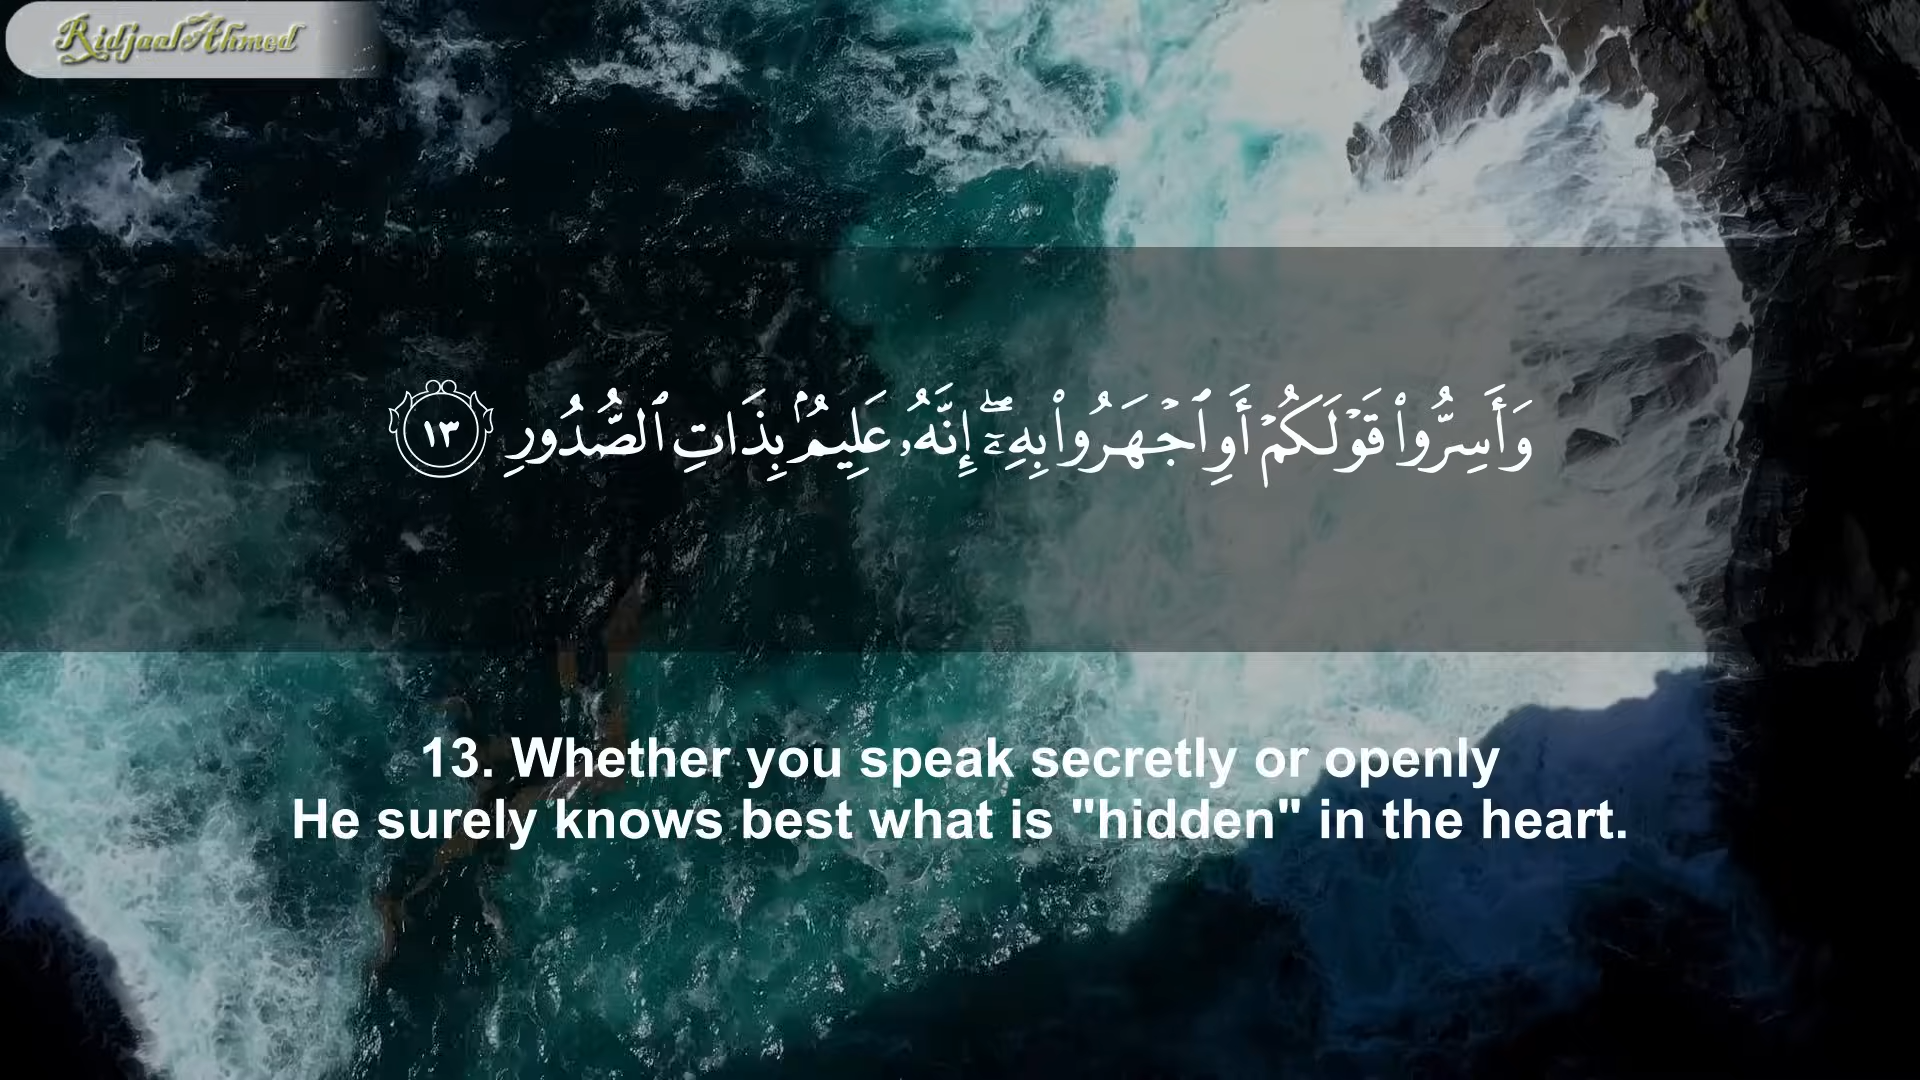 RidjaalAhmed
وَأَسِرُّوا۟ قَوْلَكُمْ أَوِ ٱجْهَرُوا۟ بِهِۦٓ ۖ إِنَّهُۥ عَلِيمٌۢ بِذَاتِ ٱلصُّدُورِ ١٣
13. Whether you speak secretly or openly
He surely knows best what is "hidden" in the heart.